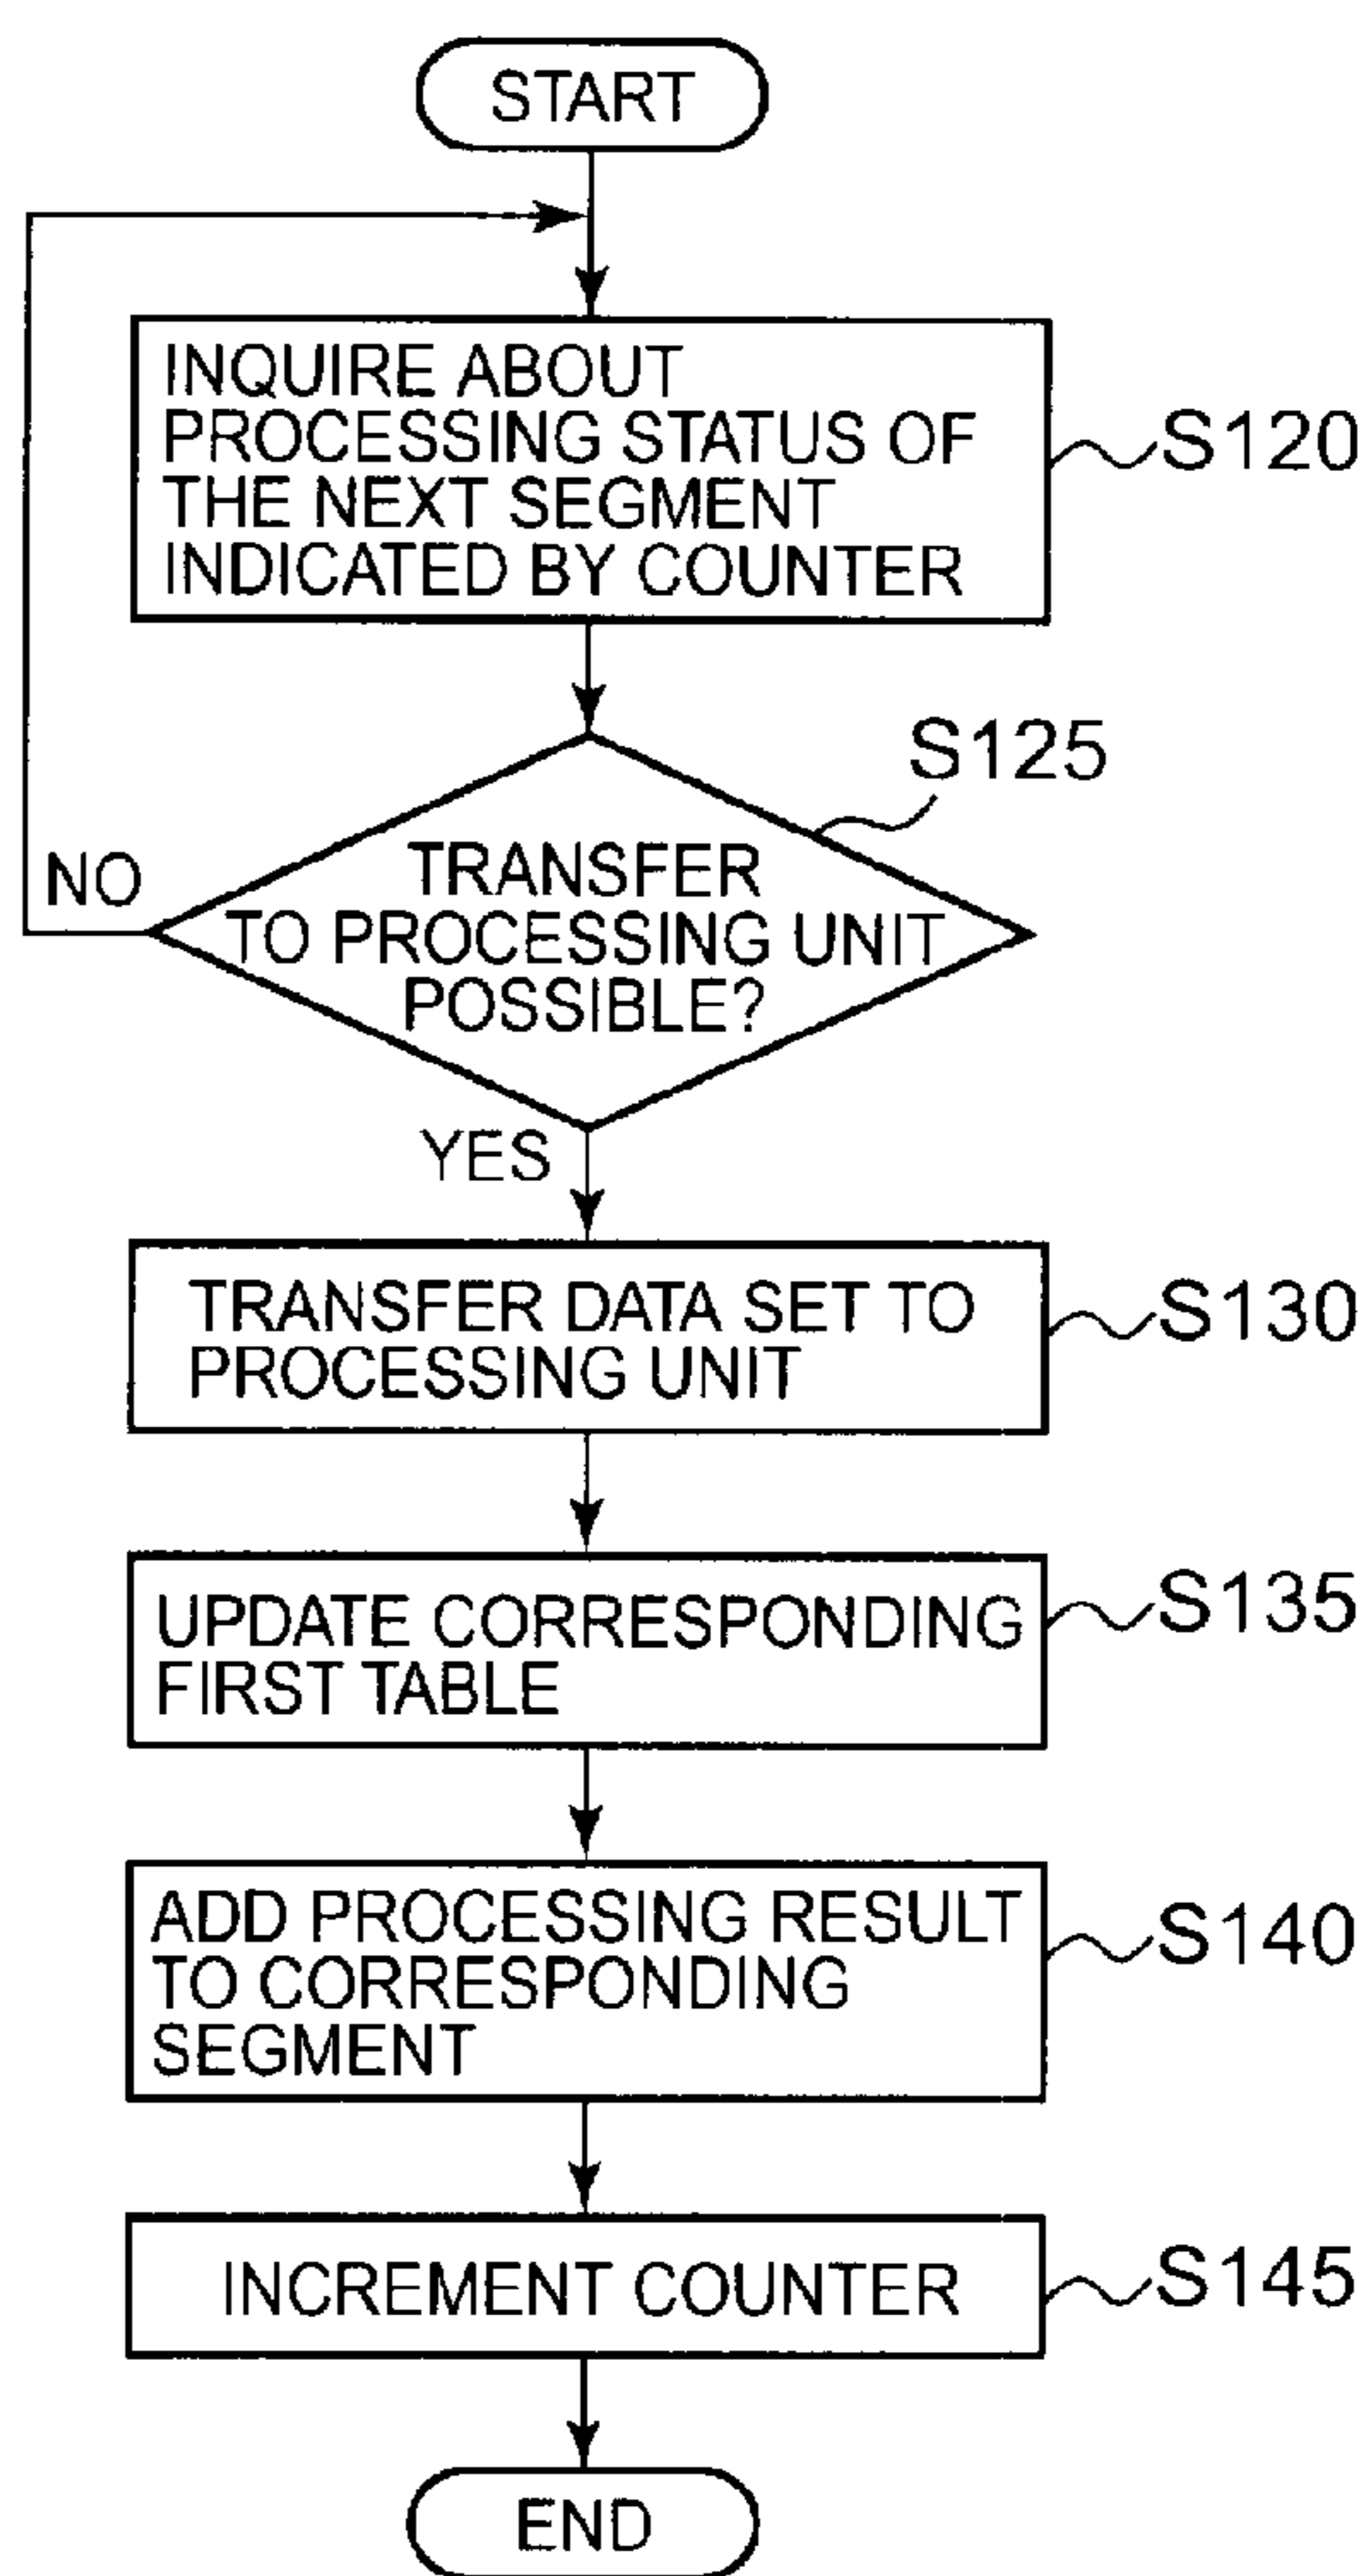 START
INQUIRE ABOUT
PROCESSING STATUS OF
THE NEXT SEGMENT
INDICATED BY COUNTER
S120
S125
TRANSFER
TO PROCESSING UNIT
POSSIBLE?
NO
YES
TRANSFER DATA SET TO
PROCESSING UNIT
S130
UPDATE CORRESPONDING
FIRST TABLE
S135
ADD PROCESSING RESULT
TO CORRESPONDING
SEGMENT
S140
INCREMENT COUNTER
S145
END